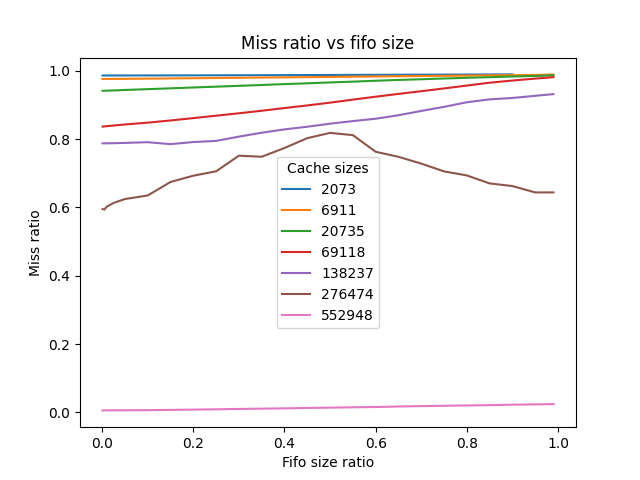 Miss ratio vs fifo size
Miss ratio
1.0
0.8
0.6
0.4
0.2
0.0
Cache sizes
2073
6911
20735
69118
138237
276474
552948
0.0 0.2 0.4 0.6 0.8 1.0
Fifo size ratio